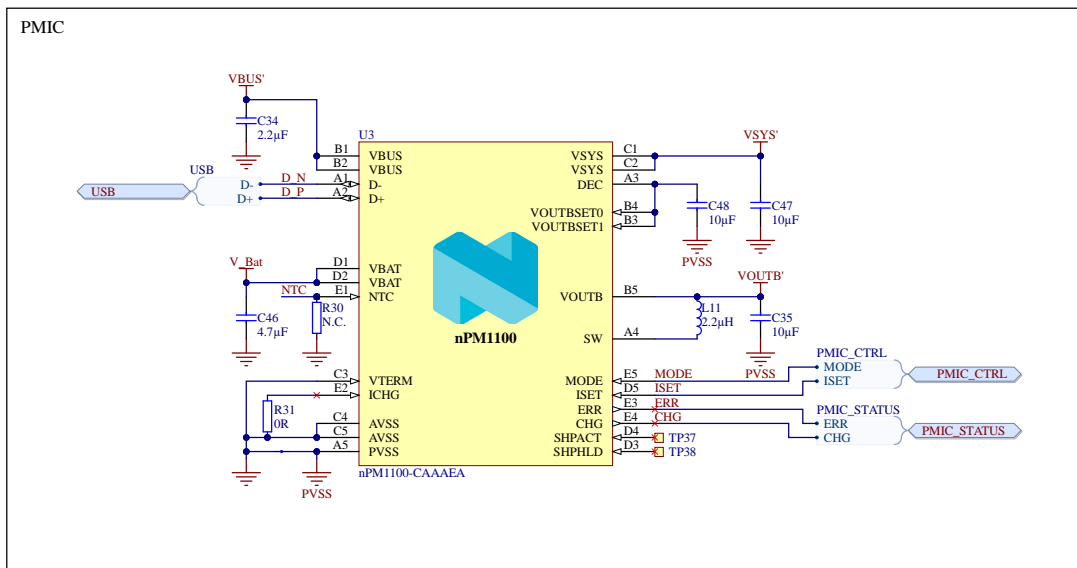 PMIC
VBUS'
C34
2.2µF
U3
B1 VBUS
B2 VBUS
USB
USB
D- D_N A1 D-
D+ D_P A2 D+
V_Bat
D1 VBAT
D2 VBAT
NTC E1 NTC
C46
4.7µF
R30
N.C.
C3 VTERM
E2 ICHG
R31
0R
C4 AVSS
C5 AVSS
A5 PVSS
PVSS
nPM1100
nPM1100-CAAAEA
VSYS C1
VSYS C2
DEC A3
VOUTBSET0 B4
VOUTBSET1 B3
VSYS'
C48
10µF
PVSS
C47
10µF
VOUTB B5
SW A4
L11
2.2µH
VOUTB'
C35
10µF
PVSS
MODE E5 MODE
ISET D5 ISET
ERR E3 ERR
CHG E4 CHG
SHPACT D4 TP37
SHPHLD D3 TP38
PMIC_CTRL
MODE
ISET
PMIC_CTRL
PMIC_STATUS
ERR
CHG
PMIC_STATUS